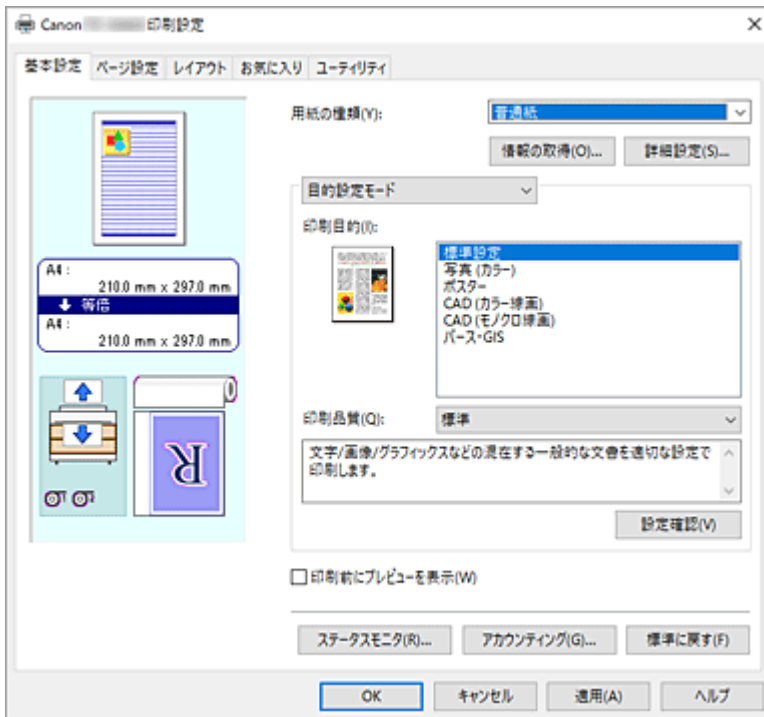 Canon 印刷設定
基本設定 ページ設定 レイアウト お気に入り ユーティリティ
用紙の種類(Y): 普通紙
情報の取得(O)... 詳細設定(S)...
目的設定モード
印刷目的(I):
標準設定
写真 (カラー)
ポスター
CAD (カラー線画)
CAD (モノクロ線画)
パース・GIS
A4 :
210.0 mm x 297.0 mm
等倍
A4 :
210.0 mm x 297.0 mm
R
印刷品質(Q): 標準
文字/画像/グラフィックスなどの混在する一般的な文書を適切な設定で
印刷します。
設定確認(V)
印刷前にプレビューを表示(W)
ステータスモニタ(R)... アカウンティング(G)... 標準に戻す(F)
OK キャンセル 適用(A) ヘルプ